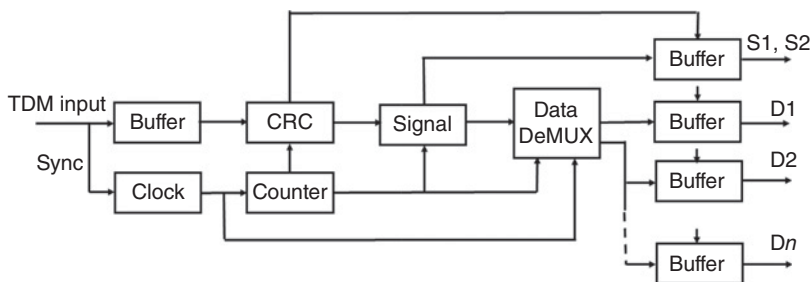 S1, S2
Buffer
TDM input
Buffer
CRC
Signal
Data
DeMUX
Buffer
D1
Sync
Clock
Counter
Buffer
D2
Buffer
Dn